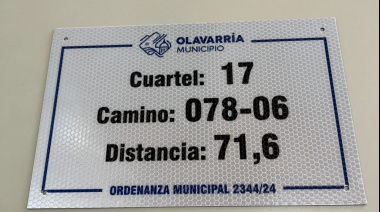 OLAVARRÍA
MUNICIPIO
Cuartel: 17
Camino: 078-06
Distancia: 71,6
ORDENANZA MUNICIPAL 2344/24